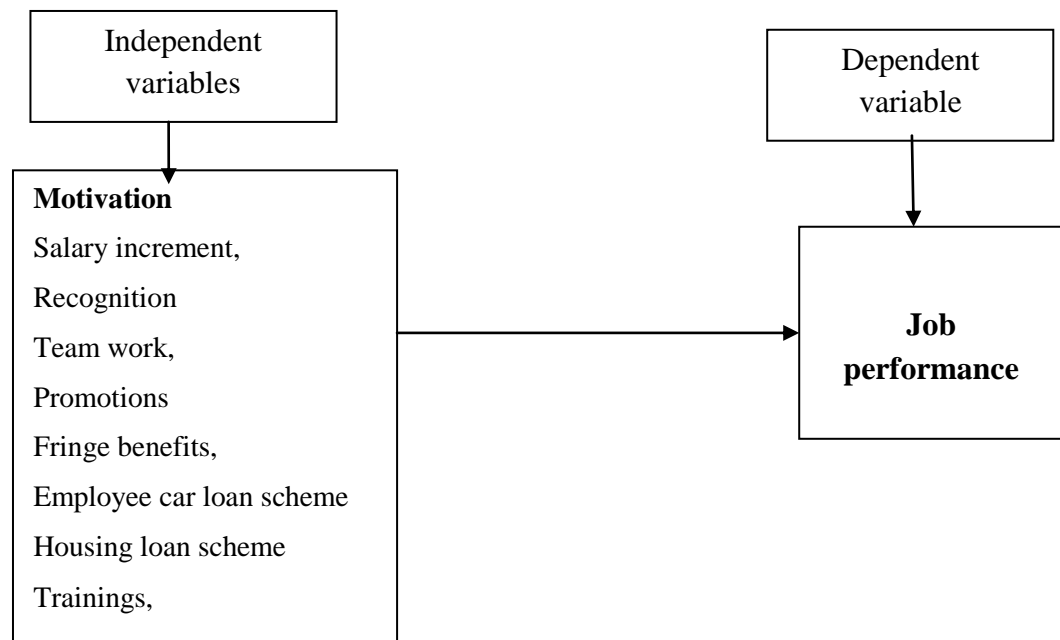 Independent
variables
Dependent
variable
Motivation
Salary increment,
Recognition
Team work,
Promotions
Fringe benefits,
Employee car loan scheme
Housing loan scheme
Trainings,
Job
performance